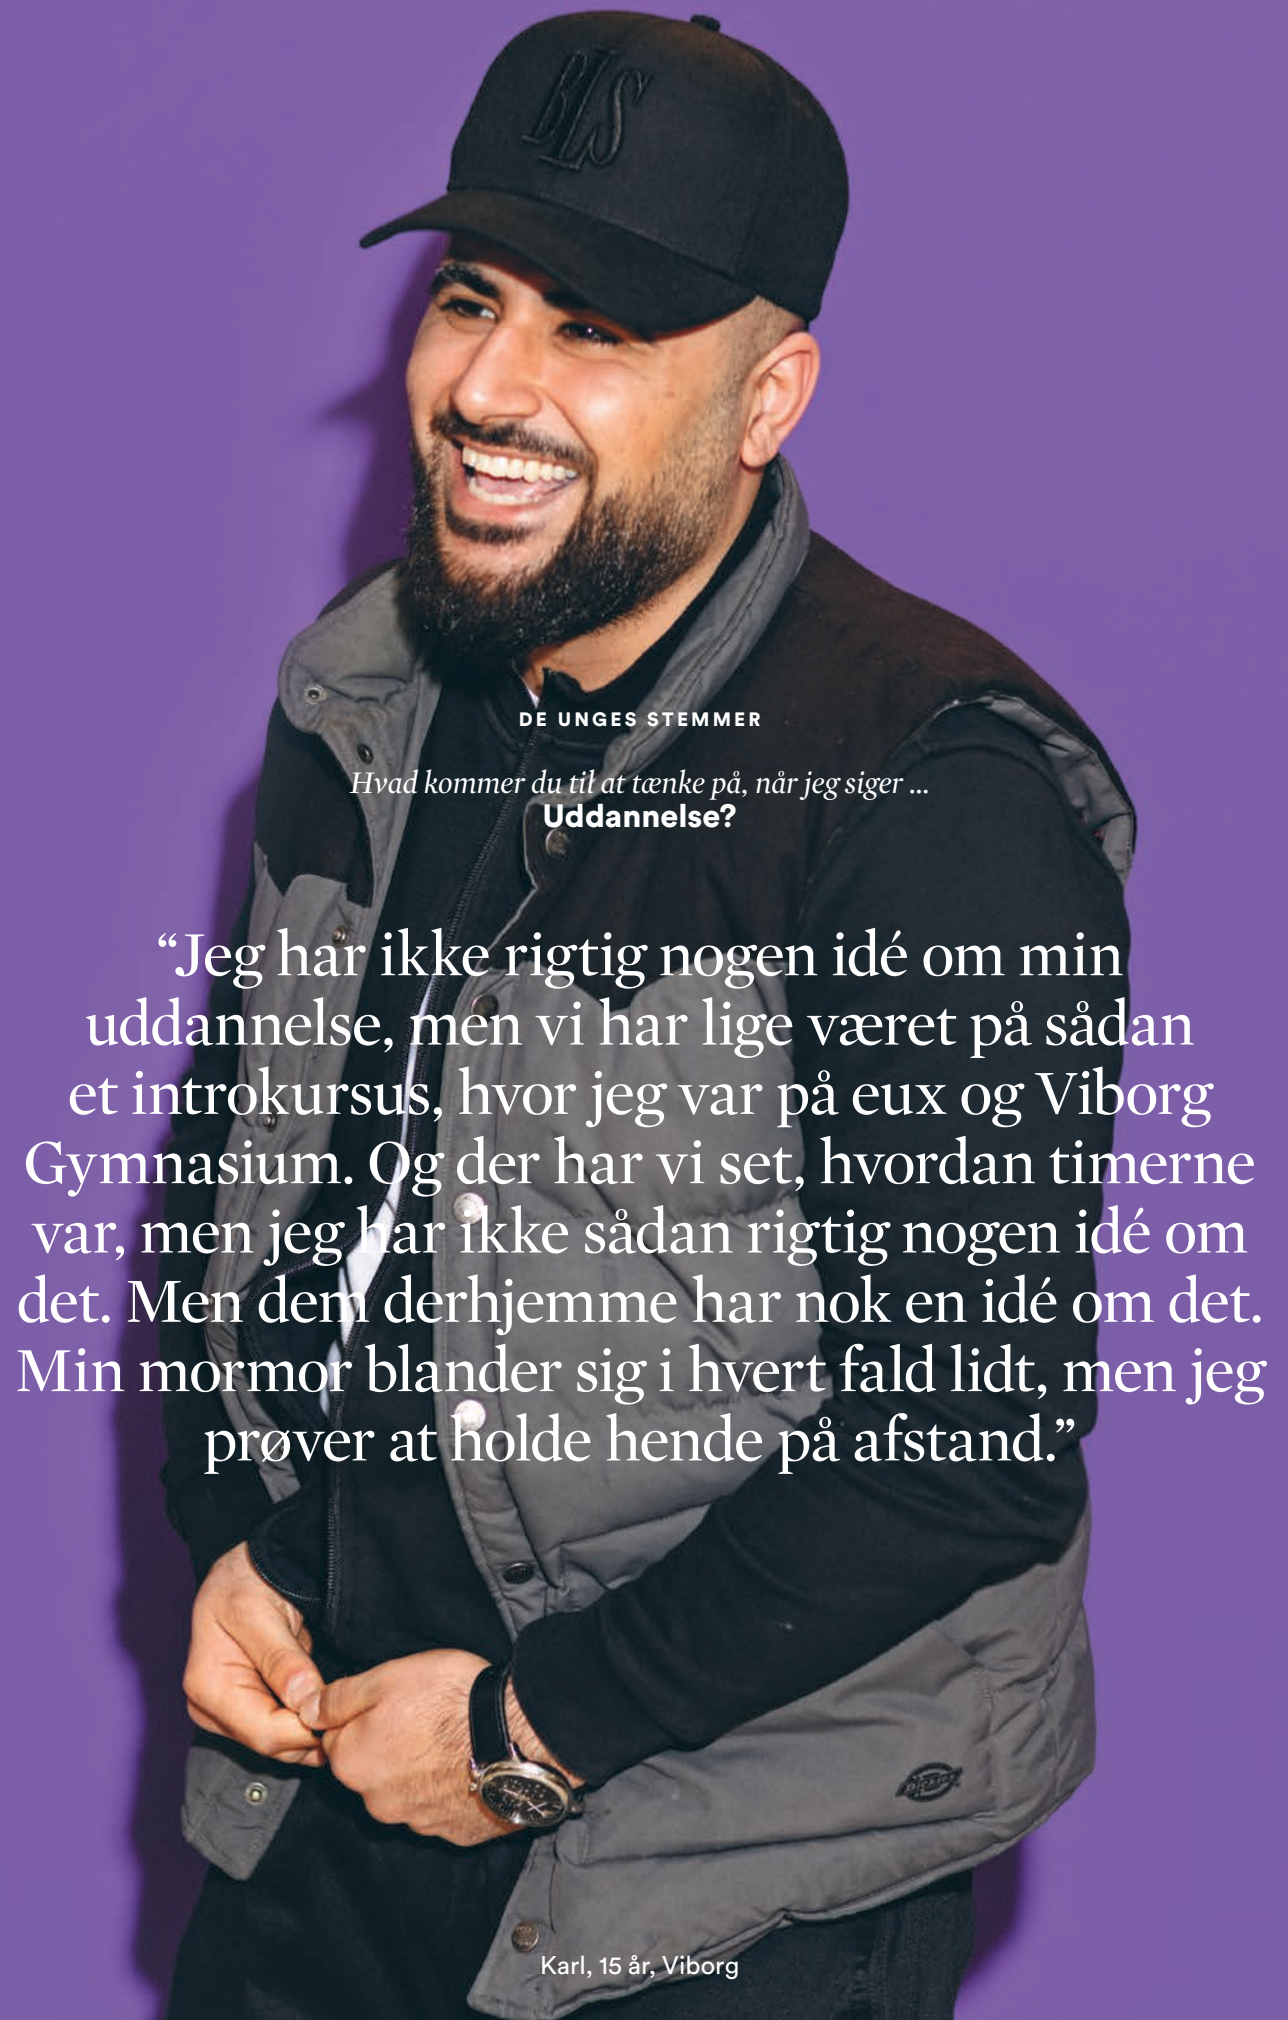 BLS
DE UNGES STEMMER
Hvad kommer du til at tænke på, når jeg siger ...
Uddannelse?
“Jeg har ikke rigtig nogen idé om min
uddannelse, men vi har lige været på sådan
et introkursus, hvor jeg var på eux og Viborg
Gymnasium. Og der har vi set, hvordan timerne
var, men jeg har ikke sådan rigtig nogen idé om
det. Men dem derhjemme har nok en idé om det.
Min mormor blander sig i hvert fald lidt, men jeg
prøver at holde hende på afstand.”
Dickies
Karl, 15 år, Viborg